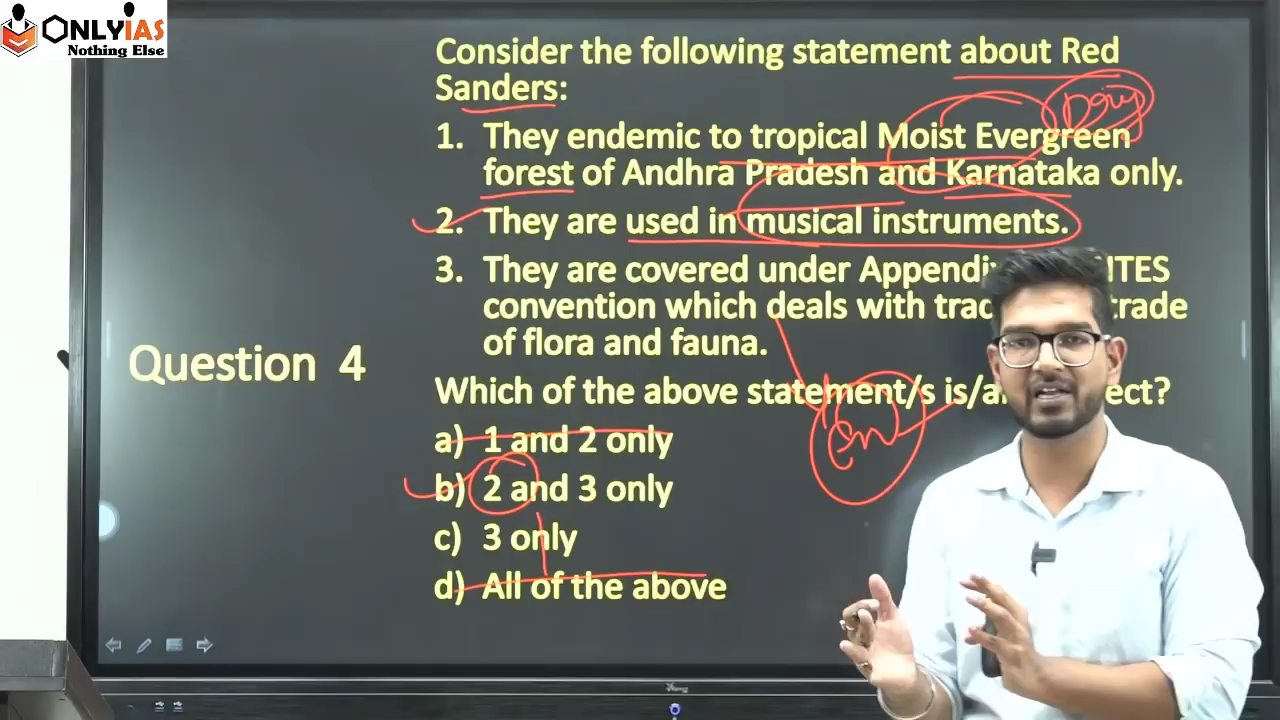 ONLYIAS
Nothing Else
Consider the following statement about Red
Sanders:
1. They endemic to tropical Moist Evergreen
forest of Andhra Pradesh and Karnataka only.
2. They are used in musical instruments.
3. They are covered under
convention which deals with trade
of flora and fauna.
Question 4
Which of the above statement/s
a) 1 and 2 only
b) 2 and 3 only
c) 3 only
d) All of the above